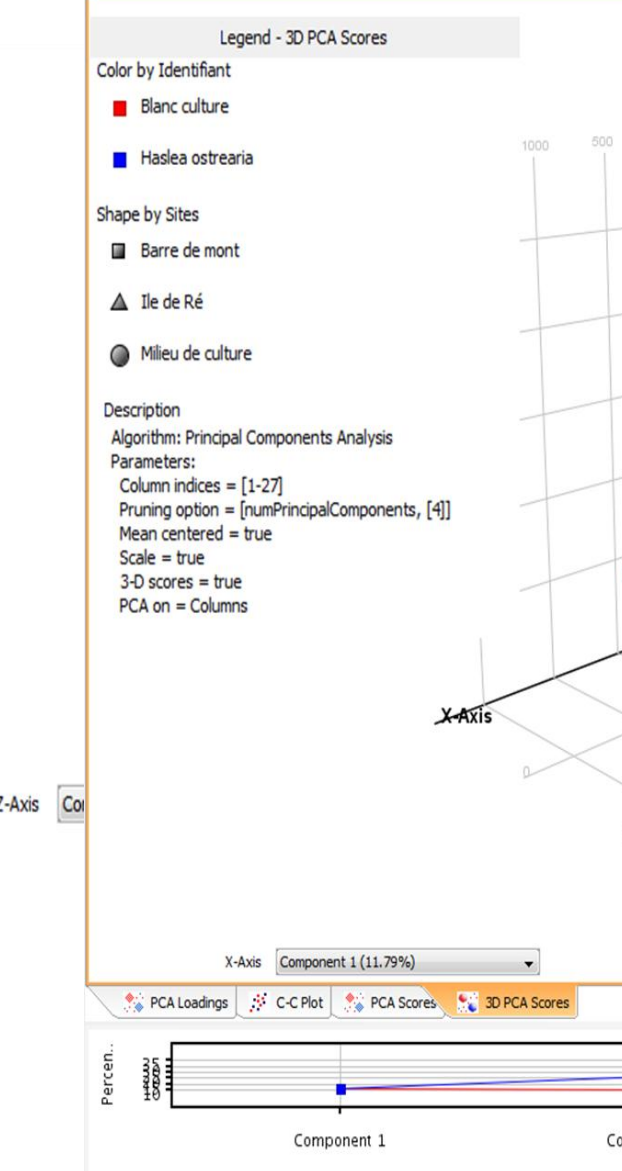 Legend - 3D PCA Scores
Color by Identifiant
Blanc culture
Haslea ostrearia
Shape by Sites
Barre de mont
Ile de Ré
Milieu de culture
Description
Algorithm: Principal Components Analysis
Parameters:
Column indices = [1-27]
Pruning option = [numPrincipalComponents, [4]]
Mean centered = true
Scale = true
3-D scores = true
PCA on = Columns
1000 500
X-Axis
0
Z-Axis
X-Axis Component 1 (11.79%)
PCA Loadings C-C Plot PCA Scores 3D PCA Scores
Percen..
10
Component 1